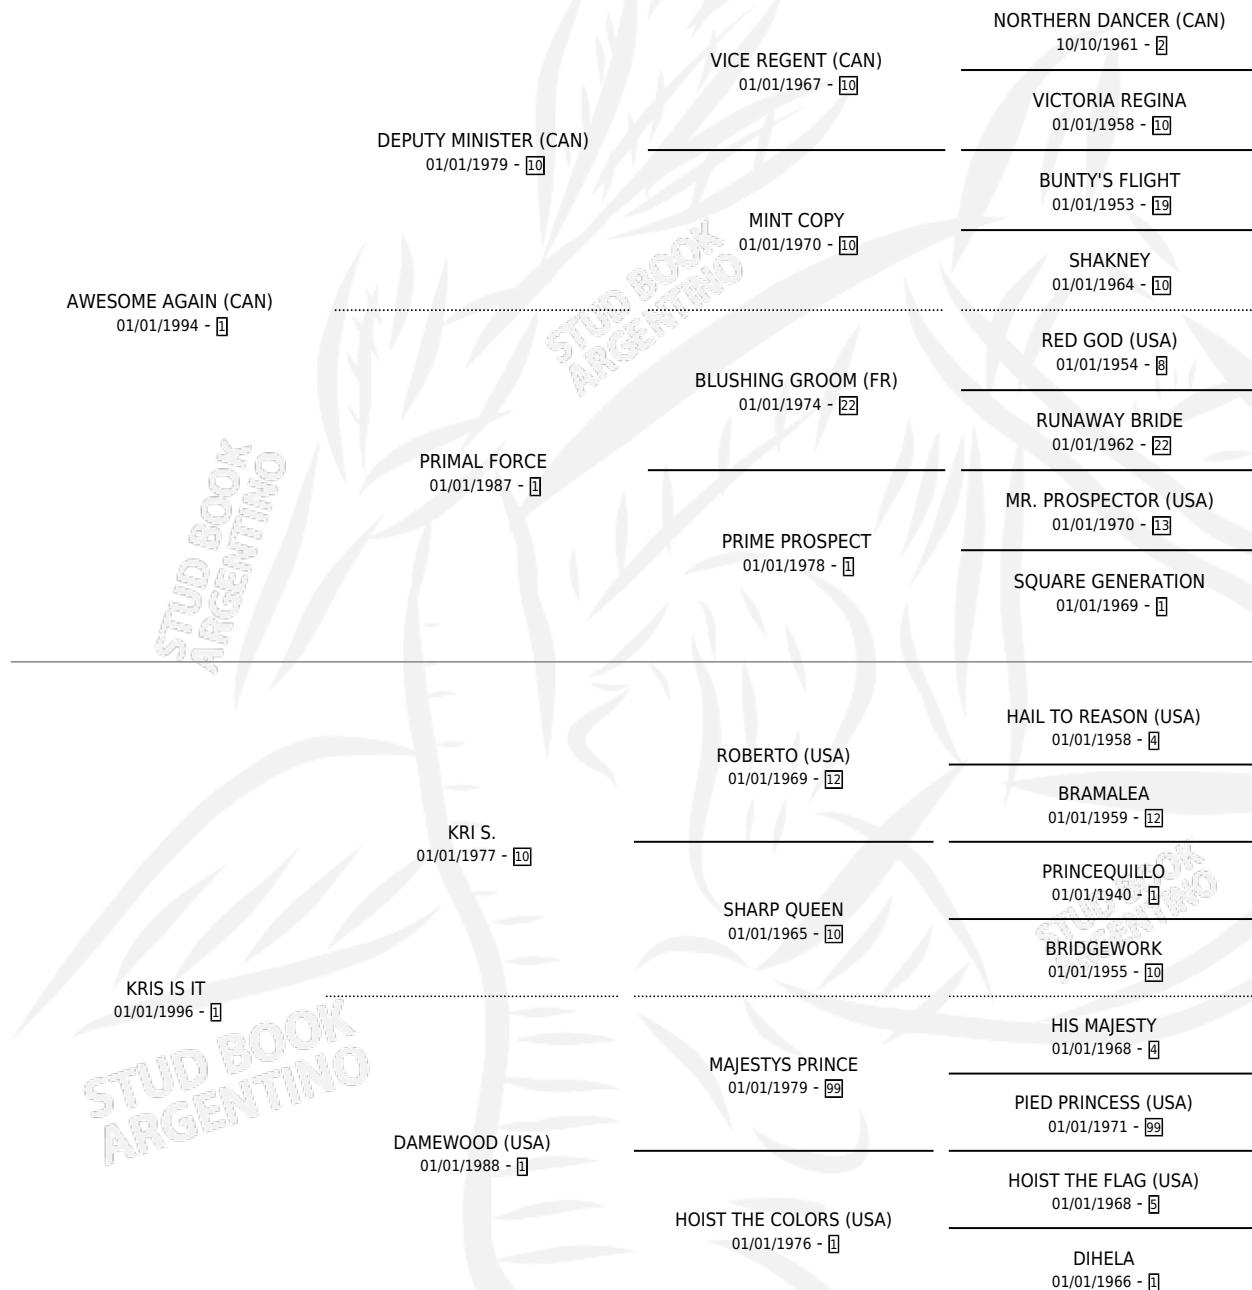 NORTHERN DANCER (CAN)
10/10/1961 - 2
VICE REGENT (CAN)
01/01/1967 - 10
VICTORIA REGINA
01/01/1958 - 10
DEPUTY MINISTER (CAN)
01/01/1979 - 10
BUNTY'S FLIGHT
01/01/1953 - 19
MINT COPY
01/01/1970 - 10
SHAKNEY
01/01/1964 - 10
AWESOME AGAIN (CAN)
01/01/1994 - 1
RED GOD (USA)
01/01/1954 - 8
BLUSHING GROOM (FR)
01/01/1974 - 22
RUNAWAY BRIDE
01/01/1962 - 22
PRIMAL FORCE
01/01/1987 - 1
MR. PROSPECTOR (USA)
01/01/1970 - 13
PRIME PROSPECT
01/01/1978 - 1
SQUARE GENERATION
01/01/1969 - 1
HAIL TO REASON (USA)
01/01/1958 - 4
ROBERTO (USA)
01/01/1969 - 12
BRAMALEA
01/01/1959 - 12
KRI S.
01/01/1977 - 10
PRINCEQUILLO
01/01/1940 - 1
SHARP QUEEN
01/01/1965 - 10
BRIDGEWORK
01/01/1955 - 10
KRIS IS IT
01/01/1996 - 1
HIS MAJESTY
01/01/1968 - 4
MAJESTYS PRINCE
01/01/1979 - 99
PIED PRINCESS (USA)
01/01/1971 - 99
DAMEWOOD (USA)
01/01/1988 - 1
HOIST THE FLAG (USA)
01/01/1968 - 5
HOIST THE COLORS (USA)
01/01/1976 - 1
DIHELA
01/01/1966 - 1
STUD BOOK
ARGENTINO
STUD BOOK
ARGENTINO
STUD BOOK
ARGENTINO
STUD BOOK
ARGENTINO